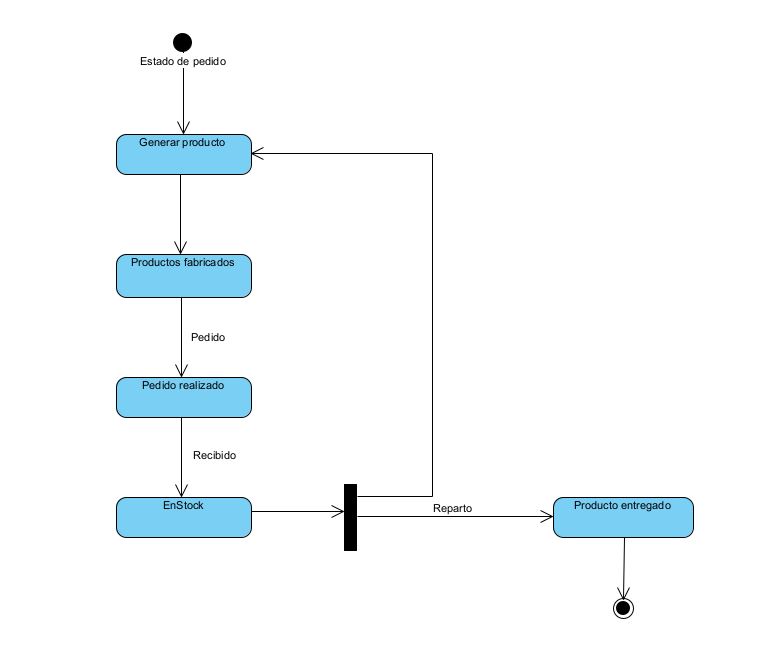 Estado de pedido
Generar producto
Productos fabricados
Pedido
Pedido realizado
Recibido
EnStock
Reparto
Producto entregado